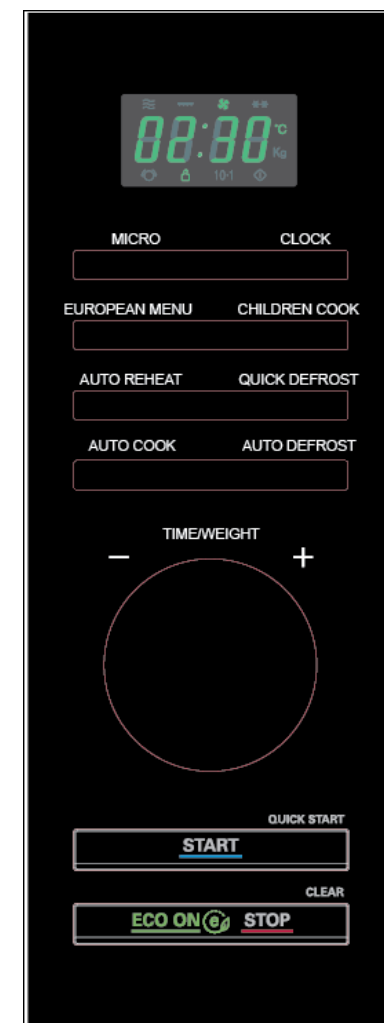 02:30 °C
Kg
10·1
MICRO CLOCK
EUROPEAN MENU CHILDREN COOK
AUTO REHEAT QUICK DEFROST
AUTO COOK AUTO DEFROST
TIME/WEIGHT
− +
QUICK START
START
CLEAR
ECO ON e STOP